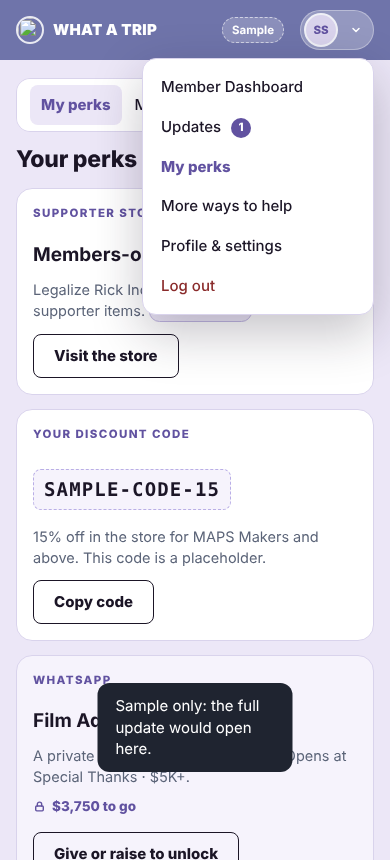 WHAT A TRIP
Sample
SS
My perks
M
Member Dashboard
Updates 1
My perks
More ways to help
Profile & settings
Log out
Your perks
SUPPORTER STO
Members-o
Legalize Rick In
supporter items.
Visit the store
YOUR DISCOUNT CODE
SAMPLE-CODE-15
15% off in the store for MAPS Makers and
above. This code is a placeholder.
Copy code
WHATSAPP
Film Ad
Sample only: the full
update would open
here.
A private
Opens at
Special Thanks · $5K+.
$3,750 to go
Give or raise to unlock